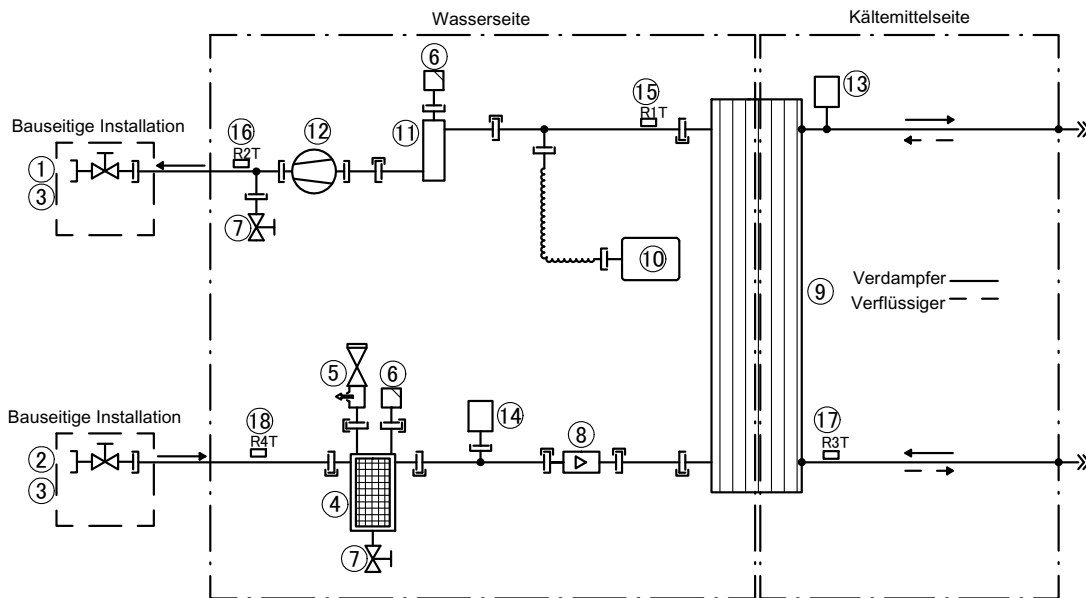 Wasserseite
Kältemittelseite
6
13
15
R1T
Bauseitige Installation
16
R2T
12
11
1
3
7
10
9
Verdampfer
Verflüssiger
5
6
Bauseitige Installation
18
R4T
14
8
17
R3T
2
3
4
7